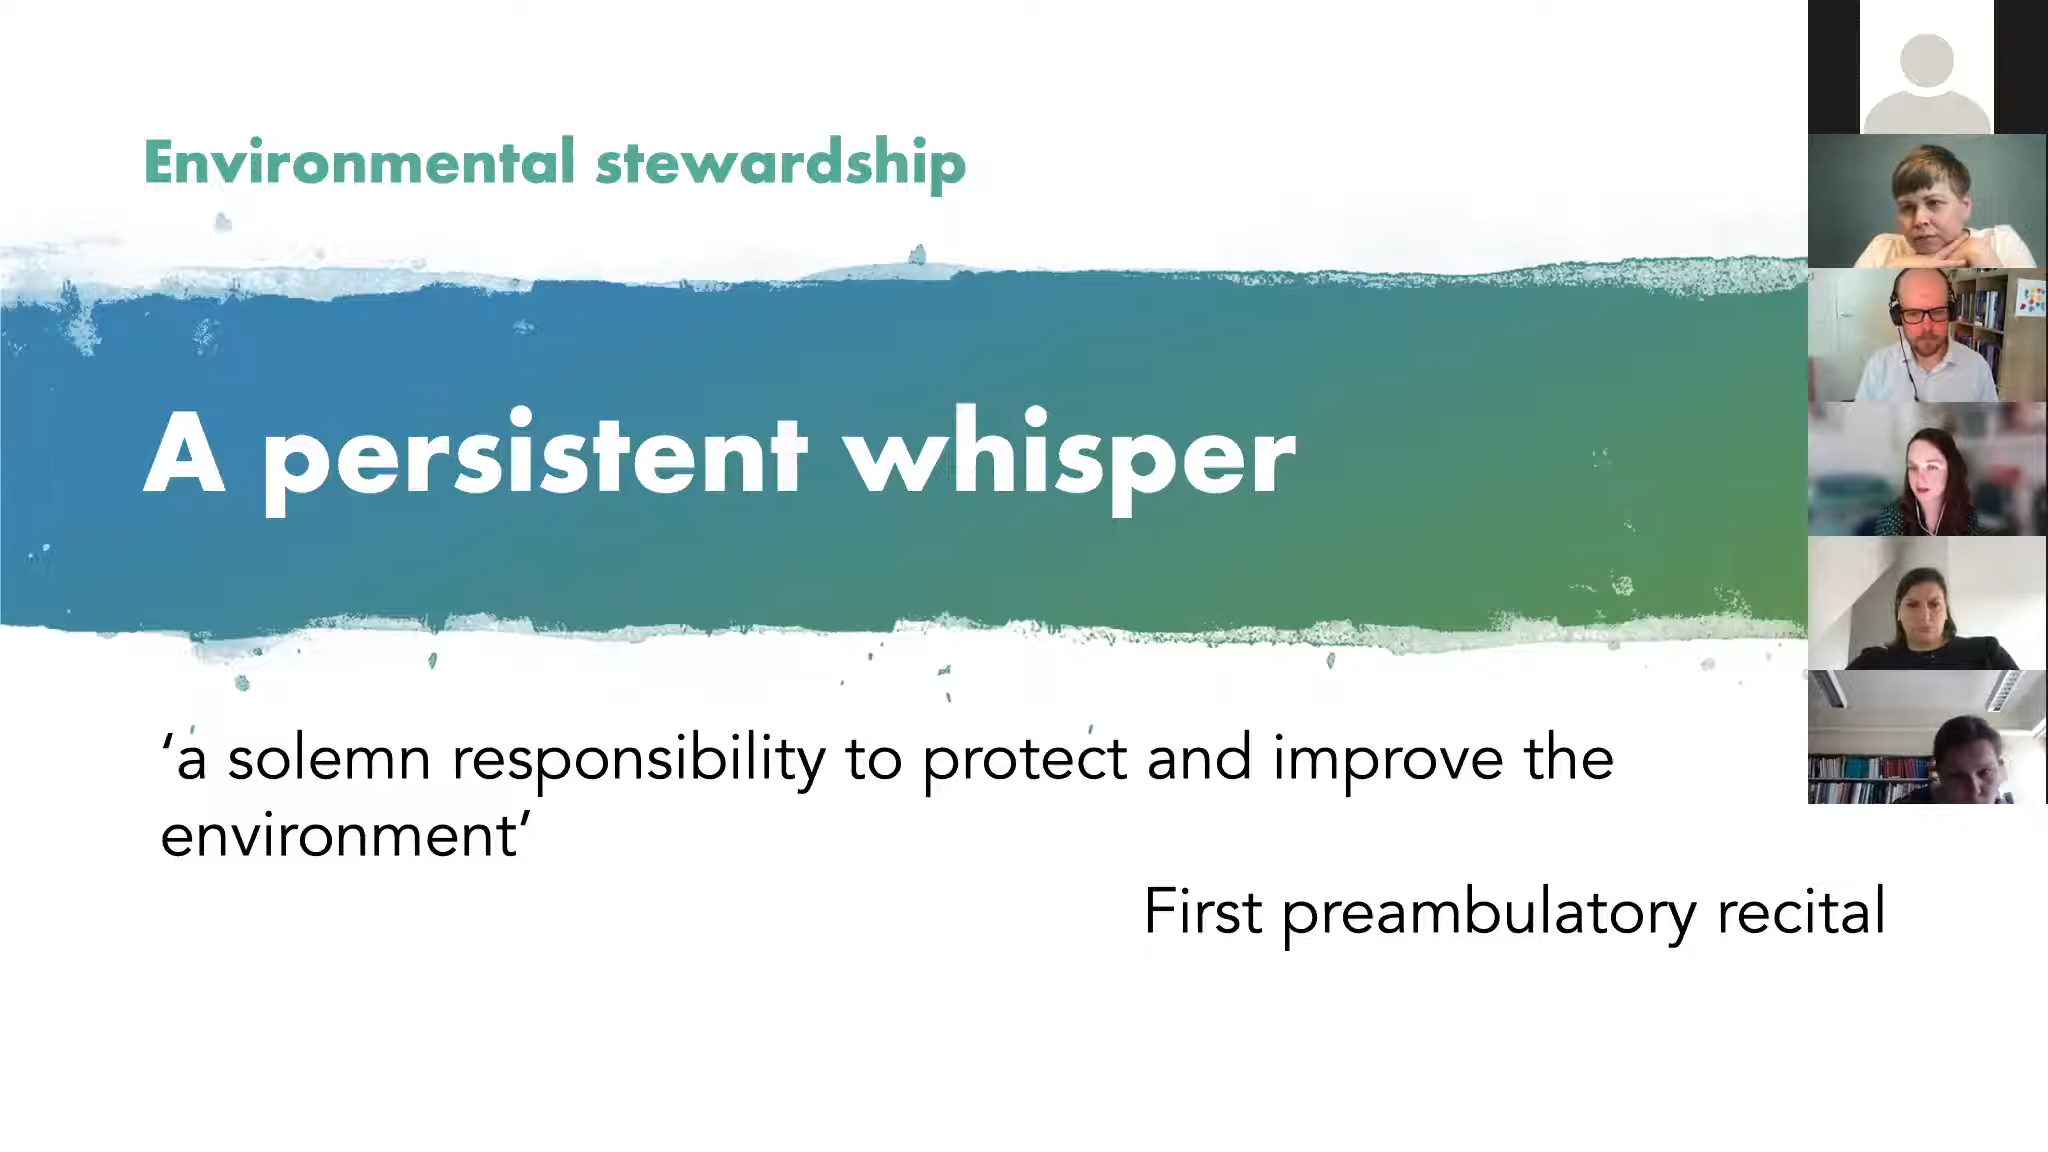 Environmental stewardship
A persistent whisper
‘a solemn responsibility to protect and improve the
environment’
First preambulatory recital